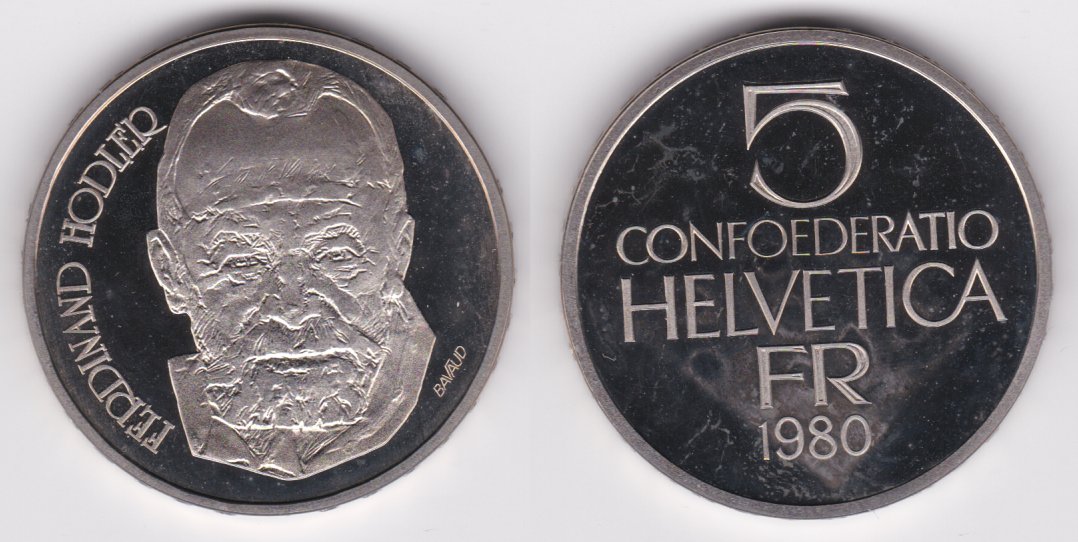 FERDINAND HODLER
BAVAUD
5
CONFOEDERATIO
HELVETICA
FR
1980